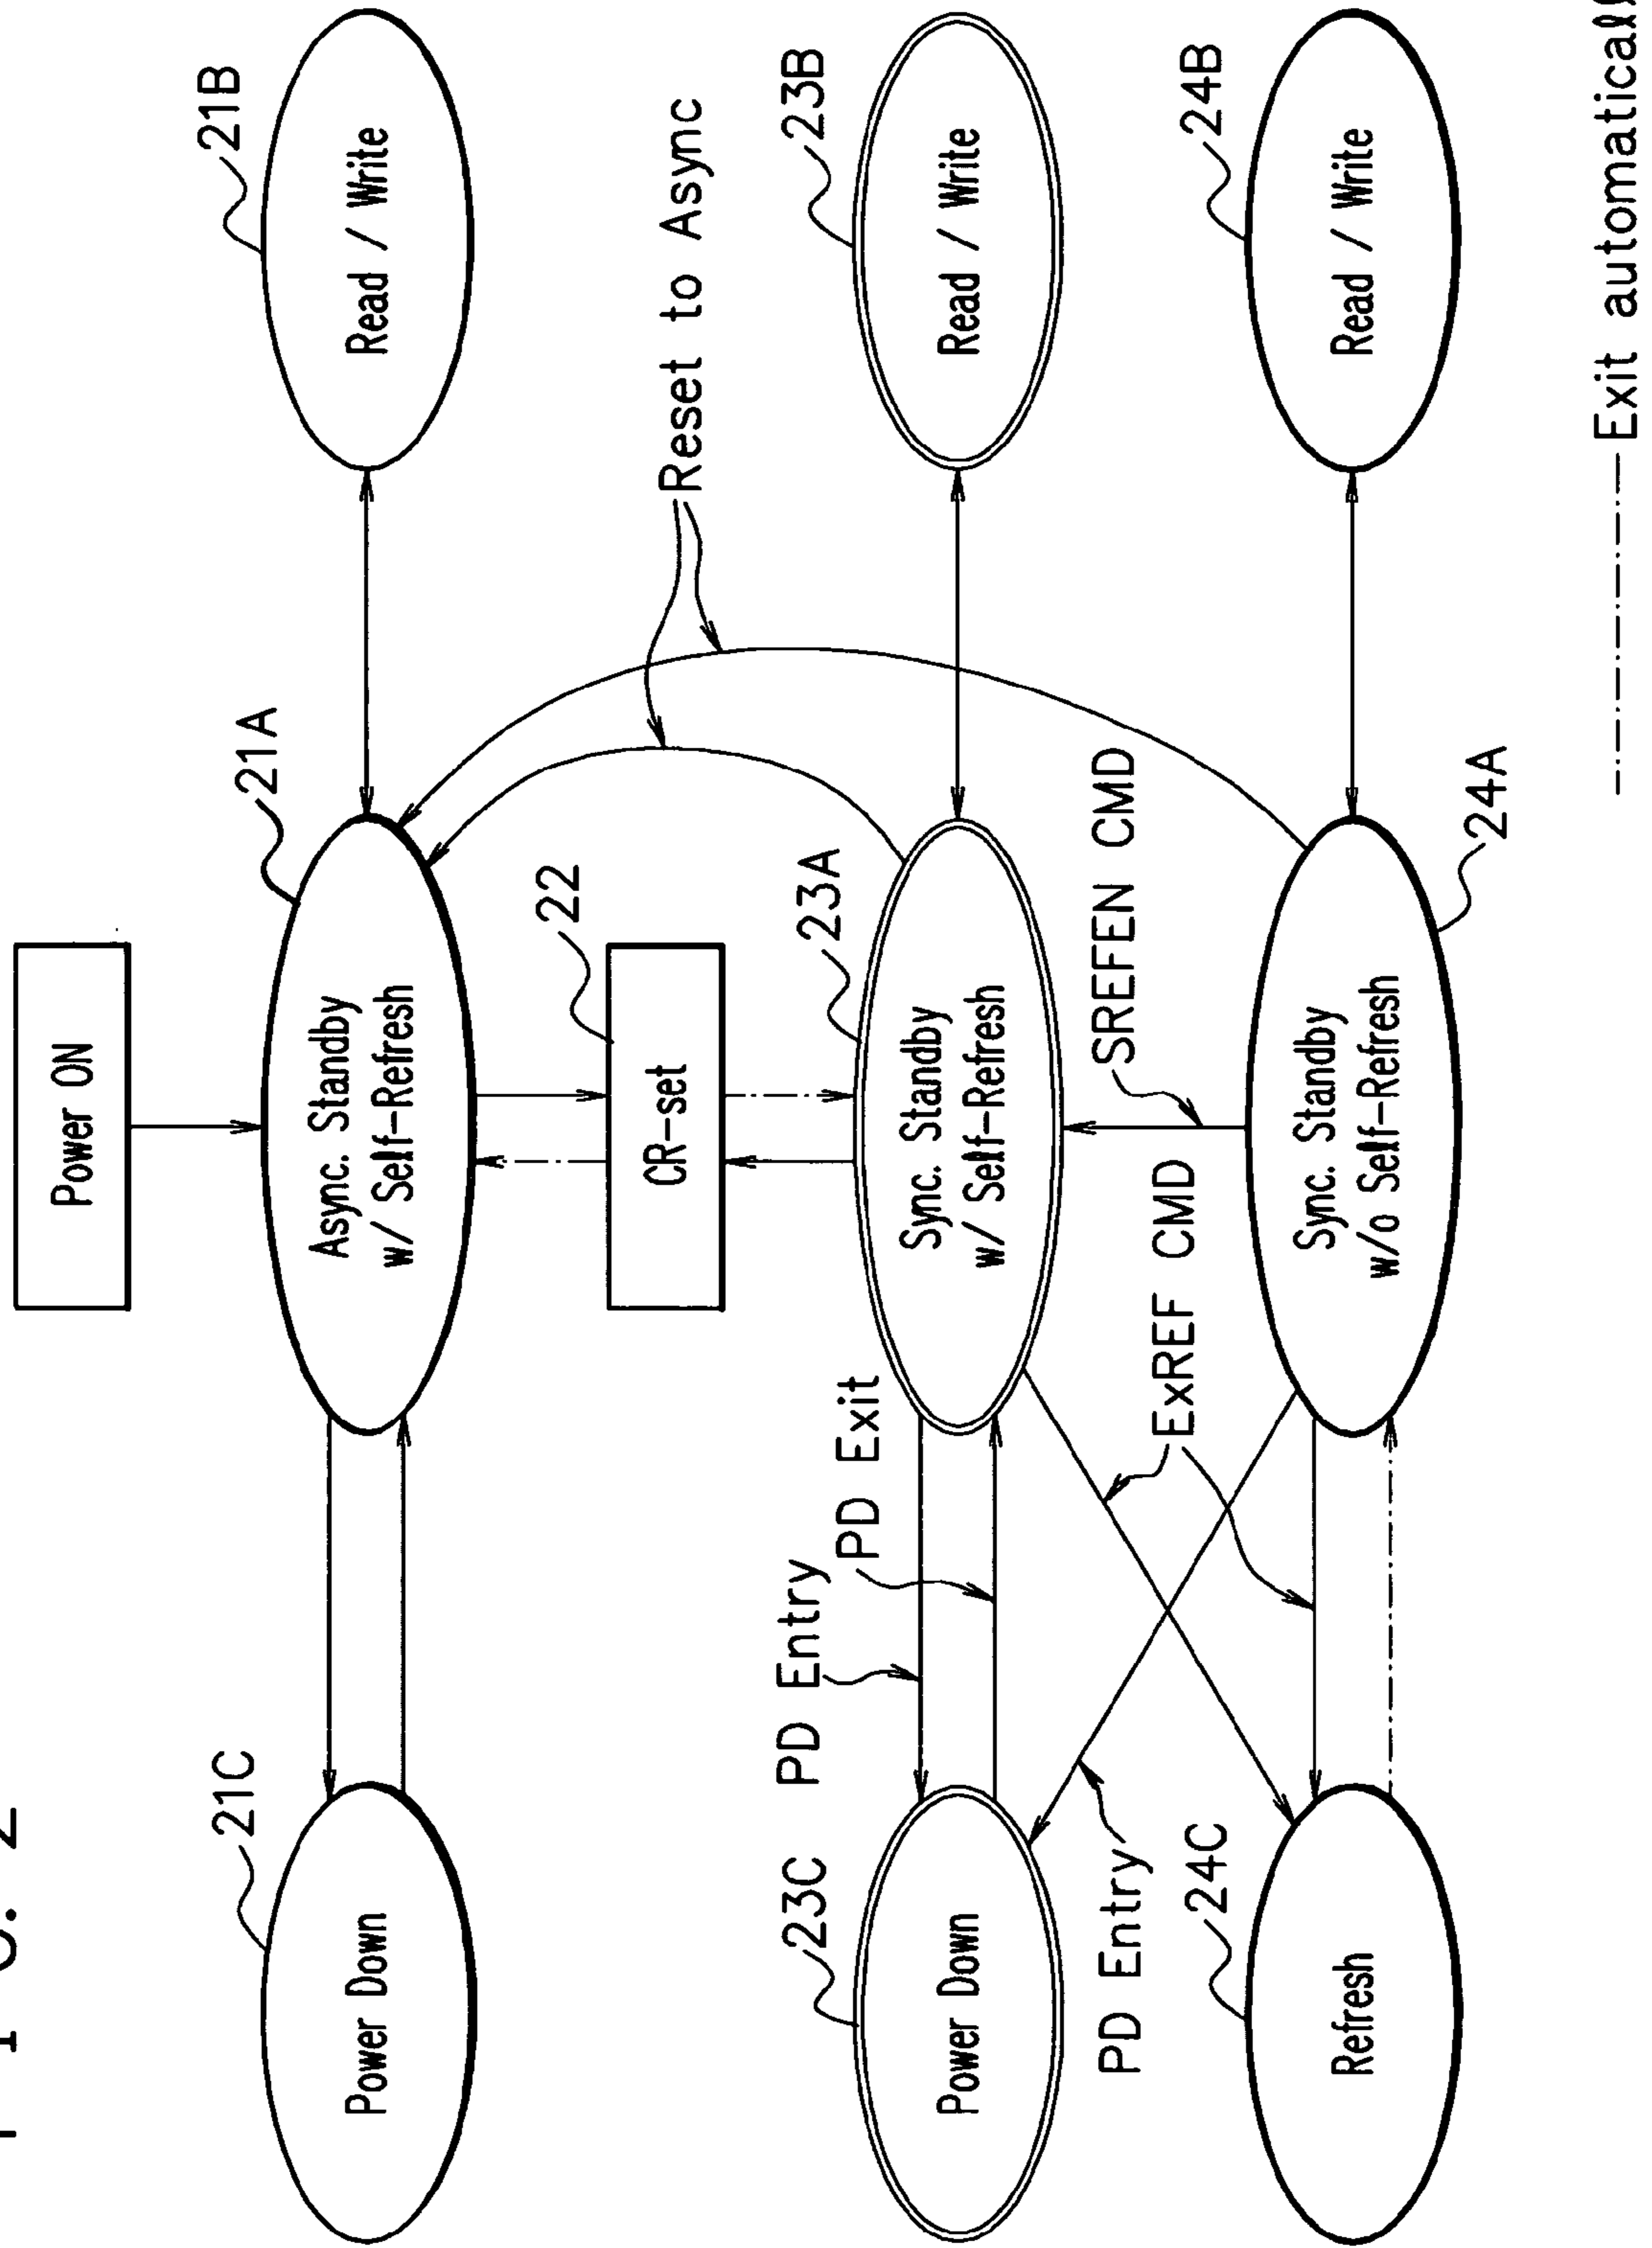 FIG. 2
Power ON
21C
21A
21B
Power Down
Async. Standby
w/ Self-Refresh
Read / Write
22
CR-set
Reset to Async
PD Entry
PD Exit
23C
23A
23B
Power Down
Sync. Standby
w/ Self-Refresh
Read / Write
PD Entry
ExREF CMD
SREFEN CMD
24C
24B
Refresh
Sync. Standby
w/o Self-Refresh
Read / Write
24A
Exit automatically